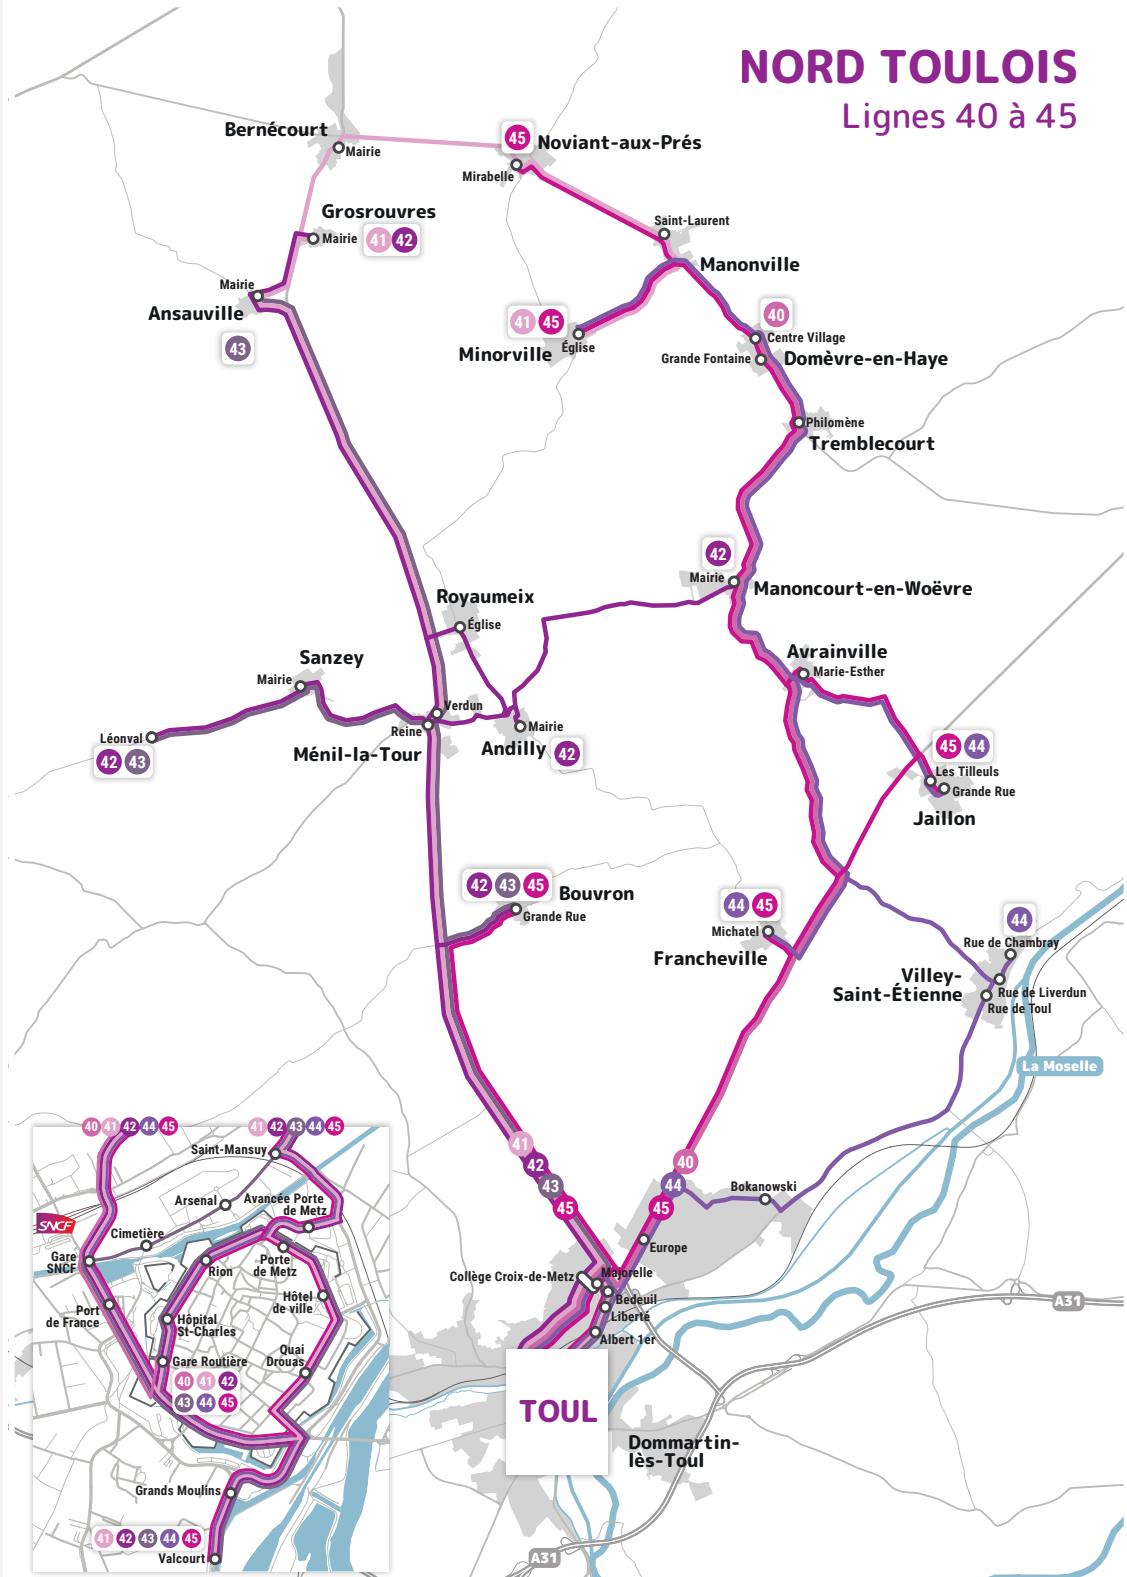 NORD TOULOIS
Lignes 40 à 45
Bernécourt
Mairie
45
Noviant-aux-Prés
Mirabelle
Grosrouvres
Mairie
41 42
Saint-Laurent
Manonville
Mairie
Ansauville
43
41 45
Minorville
Église
40
Centre Village
Grande Fontaine
Domèvre-en-Haye
Philomène
Tremblecourt
42
Mairie
Manoncourt-en-Woëvre
Royaumeix
Église
Avrainville
Marie-Esther
Sanzey
Mairie
Verdun
Reine
Ménil-la-Tour
Mairie
Andilly
42
Léonval
42 43
45 44
Les Tilleuls
Grande Rue
Jaillon
42 43 45
Bouvron
Grande Rue
44 45
Michatel
Francheville
44
Rue de Chambray
Villey-
Saint-Étienne
Rue de Liverdun
Rue de Toul
La Moselle
41
42
43
45
40
44
45
Bokanowski
Europe
Collège Croix-de-Metz
Majorelle
Bedeuil
Liberté
Albert 1er
A31
TOUL
Dommartin-
lès-Toul
A31
40 41 42 44 45
41 42 43 44 45
Saint-Mansuy
Arsenal
Avancée Porte
de Metz
SNCF
Cimetière
Gare
SNCF
Rion
Porte
de Metz
Port
de France
Hôtel
de ville
Hôpital
St-Charles
Quai
Drouas
Gare Routière
40 41 42
43 44 45
Grands Moulins
41 42 43 44 45
Valcourt